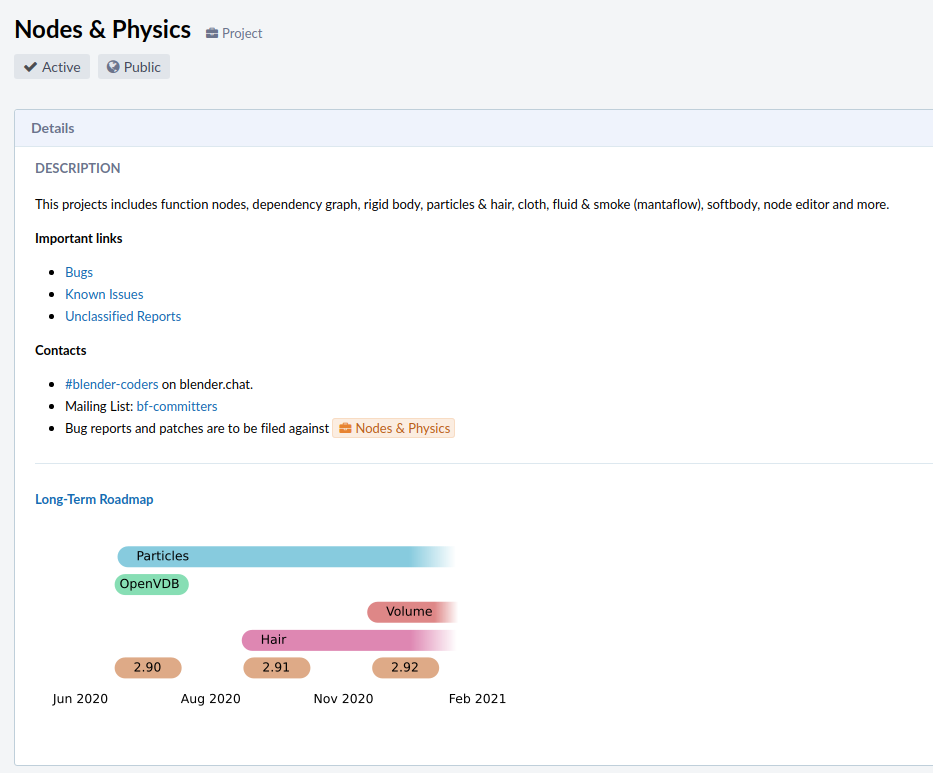 Nodes & Physics Project
Active Public
Details
DESCRIPTION
This projects includes function nodes, dependency graph, rigid body, particles & hair, cloth, fluid & smoke (mantaflow), softbody, node editor and more.
Important links
Bugs
Known Issues
Unclassified Reports
Contacts
#blender-coders on blender.chat.
Mailing List: bf-committers
Bug reports and patches are to be filed against Nodes & Physics
Long-Term Roadmap
Particles
OpenVDB
Volume
Hair
2.90 2.91 2.92
Jun 2020 Aug 2020 Nov 2020 Feb 2021